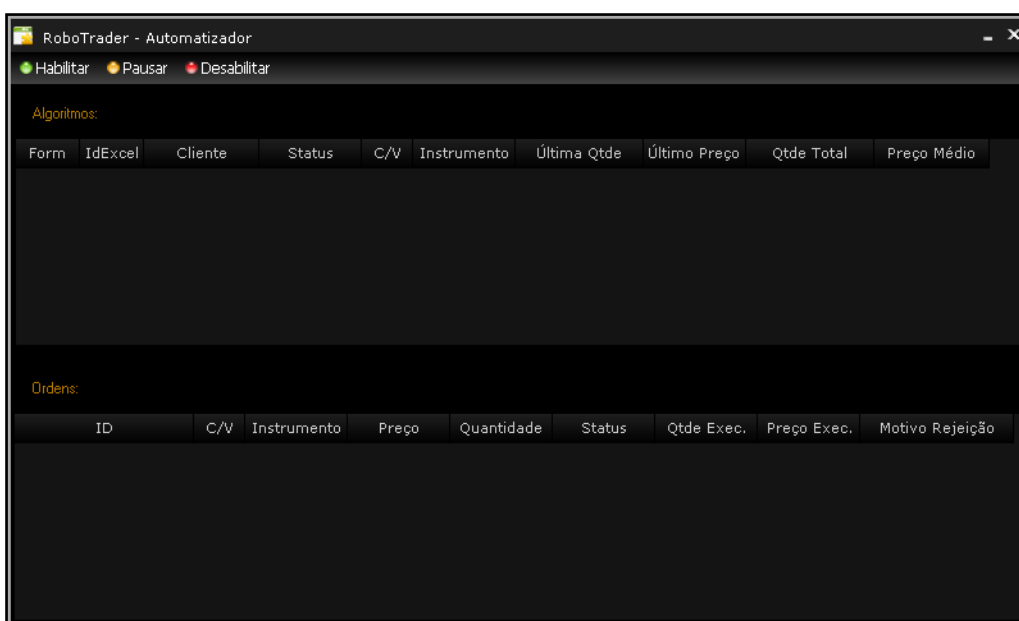 RoboTrader - Automatizador
Habilitar Pausar Desabilitar
Algoritmos:
Form IdExcel Cliente Status C/V Instrumento Última Qtde Último Preço Qtde Total Preço Médio
Ordens:
ID C/V Instrumento Preço Quantidade Status Qtde Exec. Preço Exec. Motivo Rejeição